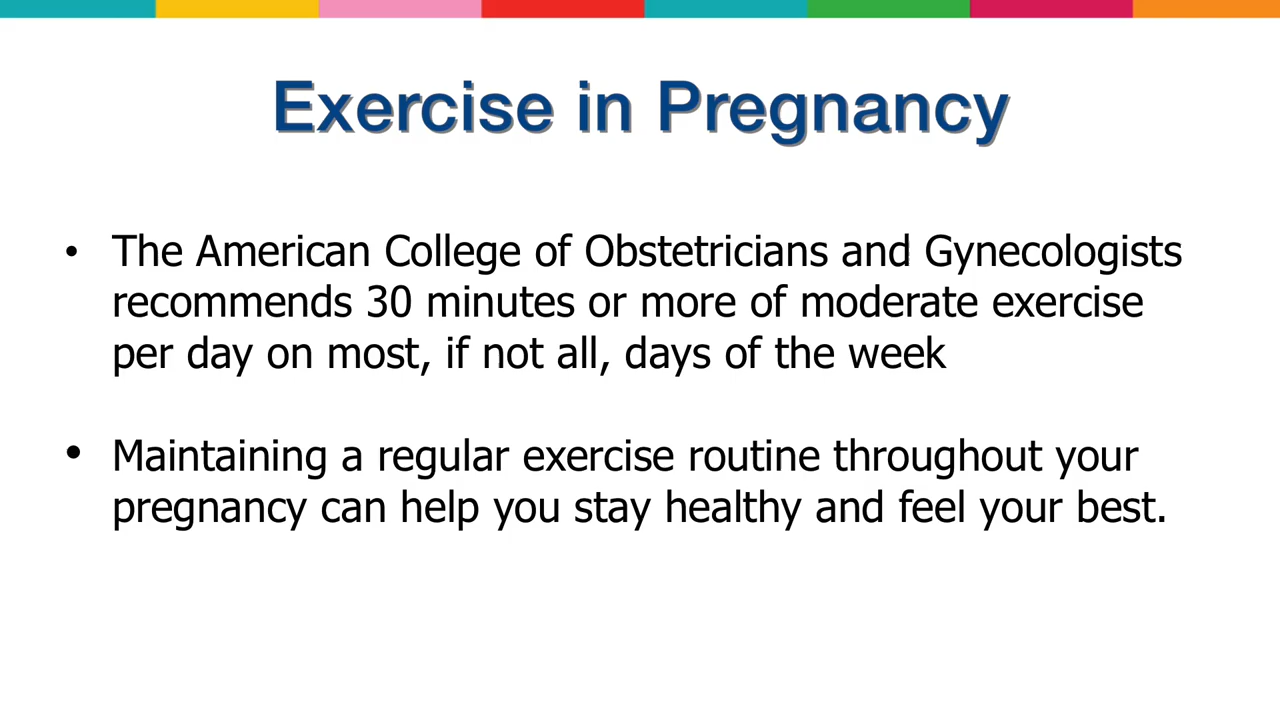 Exercise in Pregnancy
• The American College of Obstetricians and Gynecologists
recommends 30 minutes or more of moderate exercise
per day on most, if not all, days of the week
• Maintaining a regular exercise routine throughout your
pregnancy can help you stay healthy and feel your best.